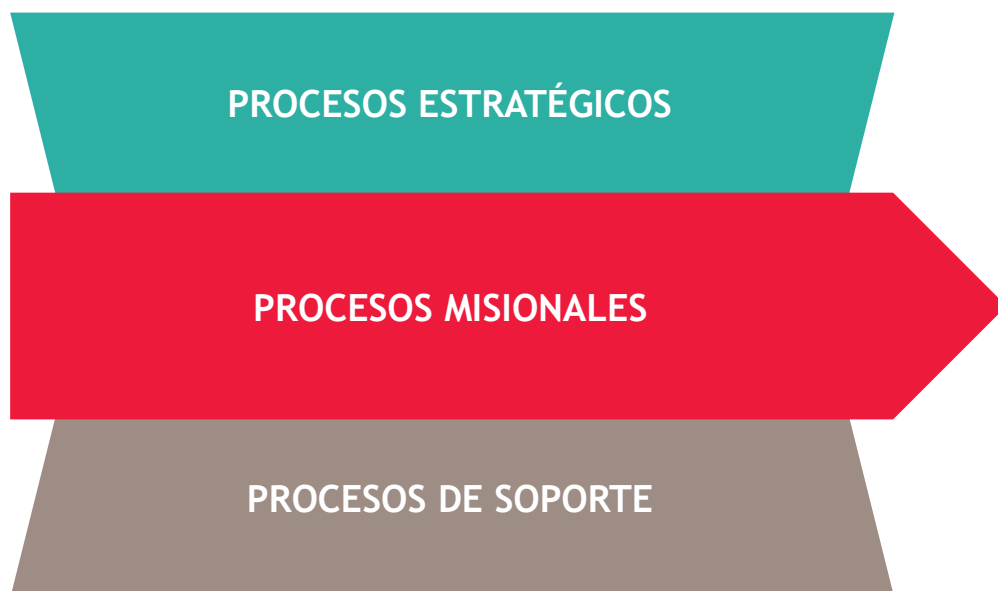 PROCESOS ESTRATÉGICOS
PROCESOS MISIONALES
PROCESOS DE SOPORTE